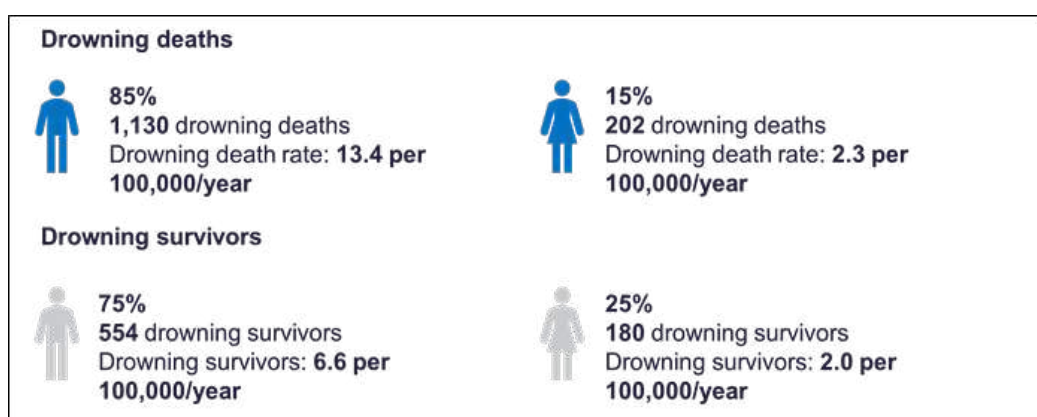 Drowning deaths
85%
1,130 drowning deaths
Drowning death rate: 13.4 per
100,000/year
15%
202 drowning deaths
Drowning death rate: 2.3 per
100,000/year
Drowning survivors
75%
554 drowning survivors
Drowning survivors: 6.6 per
100,000/year
25%
180 drowning survivors
Drowning survivors: 2.0 per
100,000/year